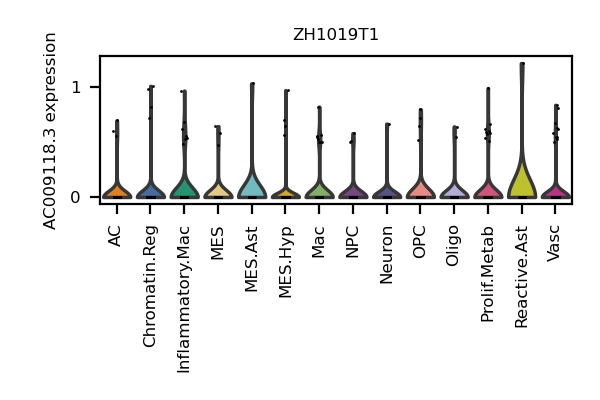 ZH1019T1
AC009118.3 expression
1
0
AC
Chromatin.Reg
Inflammatory.Mac
MES
MES.Ast
MES.Hyp
Mac
NPC
Neuron
OPC
Oligo
Prolif.Metab
Reactive.Ast
Vasc